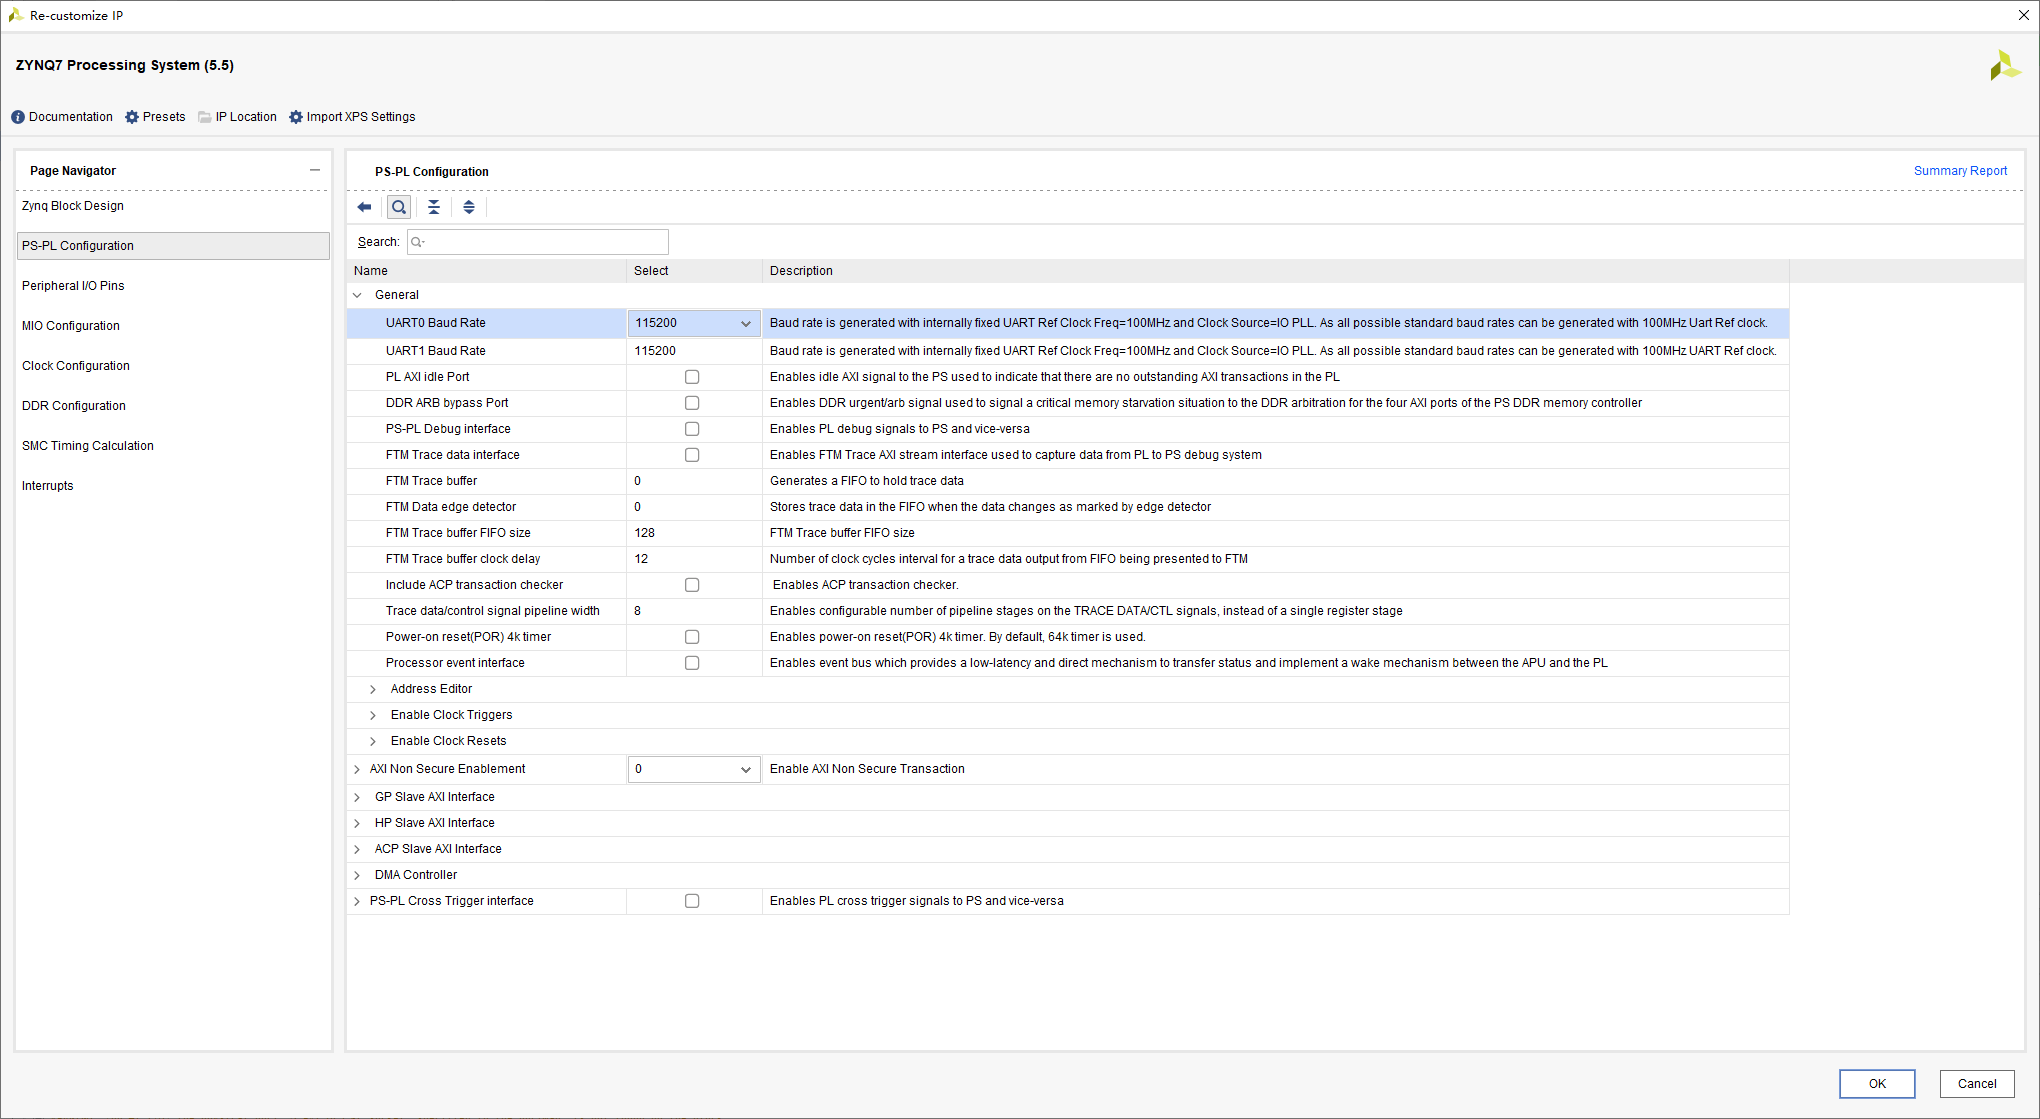 Re-customize IP
ZYNQ7 Processing System (5.5)
Documentation Presets IP Location Import XPS Settings
Page Navigator
Zynq Block Design
PS-PL Configuration
Peripheral I/O Pins
MIO Configuration
Clock Configuration
DDR Configuration
SMC Timing Calculation
Interrupts
PS-PL Configuration Summary Report
Search:
Name Select Description
General
UART0 Baud Rate 115200 Baud rate is generated with internally fixed UART Ref Clock Freq=100MHz and Clock Source=IO PLL. As all possible standard baud rates can be generated with 100MHz Uart Ref clock.
UART1 Baud Rate 115200 Baud rate is generated with internally fixed UART Ref Clock Freq=100MHz and Clock Source=IO PLL. As all possible standard baud rates can be generated with 100MHz UART Ref clock.
PL AXI idle Port Enables idle AXI signal to the PS used to indicate that there are no outstanding AXI transactions in the PL
DDR ARB bypass Port Enables DDR urgent/arb signal used to signal a critical memory starvation situation to the DDR arbitration for the four AXI ports of the PS DDR memory controller
PS-PL Debug interface Enables PL debug signals to PS and vice-versa
FTM Trace data interface Enables FTM Trace AXI stream interface used to capture data from PL to PS debug system
FTM Trace buffer 0 Generates a FIFO to hold trace data
FTM Data edge detector 0 Stores trace data in the FIFO when the data changes as marked by edge detector
FTM Trace buffer FIFO size 128 FTM Trace buffer FIFO size
FTM Trace buffer clock delay 12 Number of clock cycles interval for a trace data output from FIFO being presented to FTM
Include ACP transaction checker Enables ACP transaction checker.
Trace data/control signal pipeline width 8 Enables configurable number of pipeline stages on the TRACE DATA/CTL signals, instead of a single register stage
Power-on reset(POR) 4k timer Enables power-on reset(POR) 4k timer. By default, 64k timer is used.
Processor event interface Enables event bus which provides a low-latency and direct mechanism to transfer status and implement a wake mechanism between the APU and the PL
Address Editor
Enable Clock Triggers
Enable Clock Resets
AXI Non Secure Enablement 0 Enable AXI Non Secure Transaction
GP Slave AXI Interface
HP Slave AXI Interface
ACP Slave AXI Interface
DMA Controller
PS-PL Cross Trigger interface Enables PL cross trigger signals to PS and vice-versa
OK Cancel